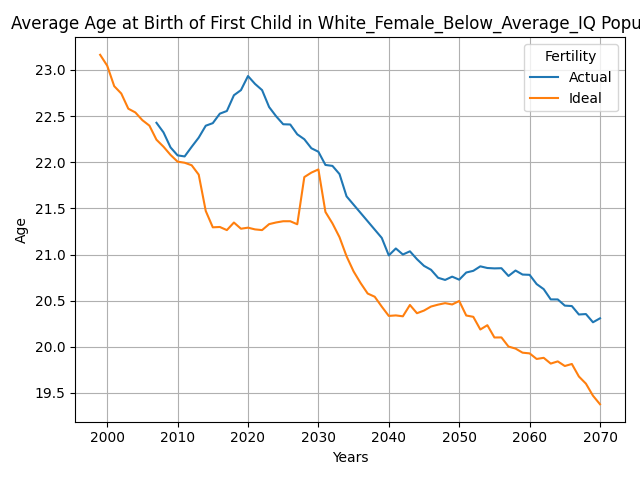 Average Age at Birth of First Child in White_Female_Below_Average_IQ Popu
Fertility
Actual
Ideal
23.0
22.5
22.0
21.5
21.0
20.5
20.0
19.5
Age
2000 2010 2020 2030 2040 2050 2060 2070
Years